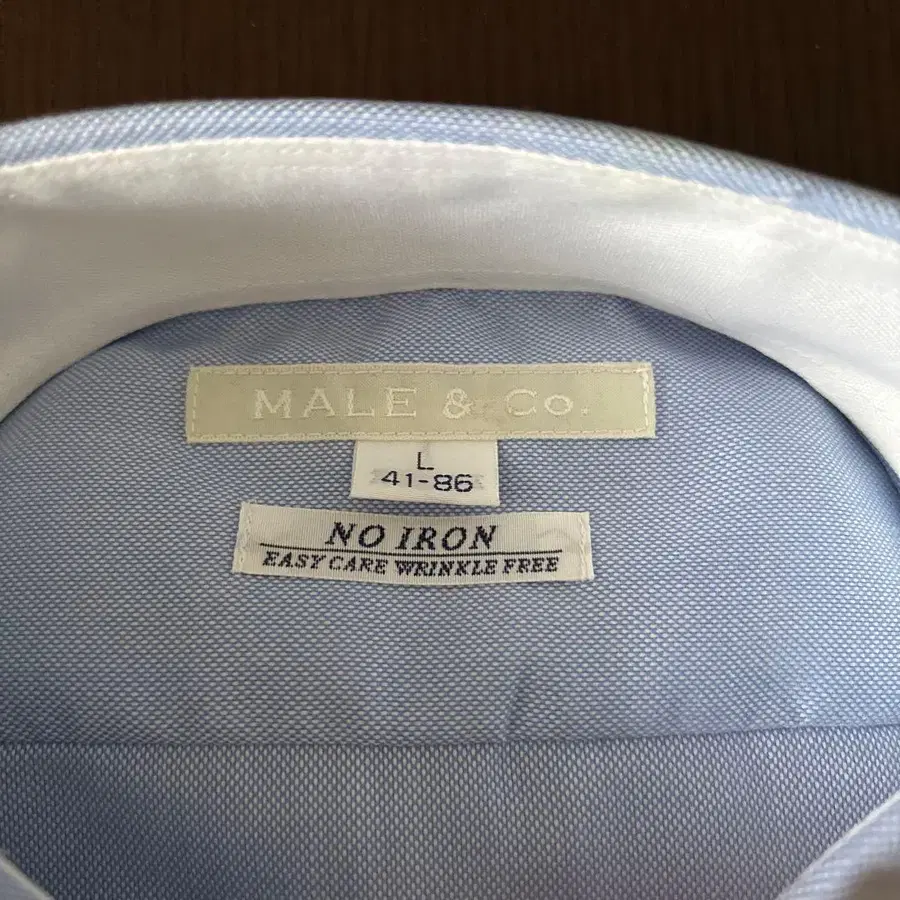 MALE & Co.
L
41-86
NO IRON
EASY CARE WRINKLE FREE